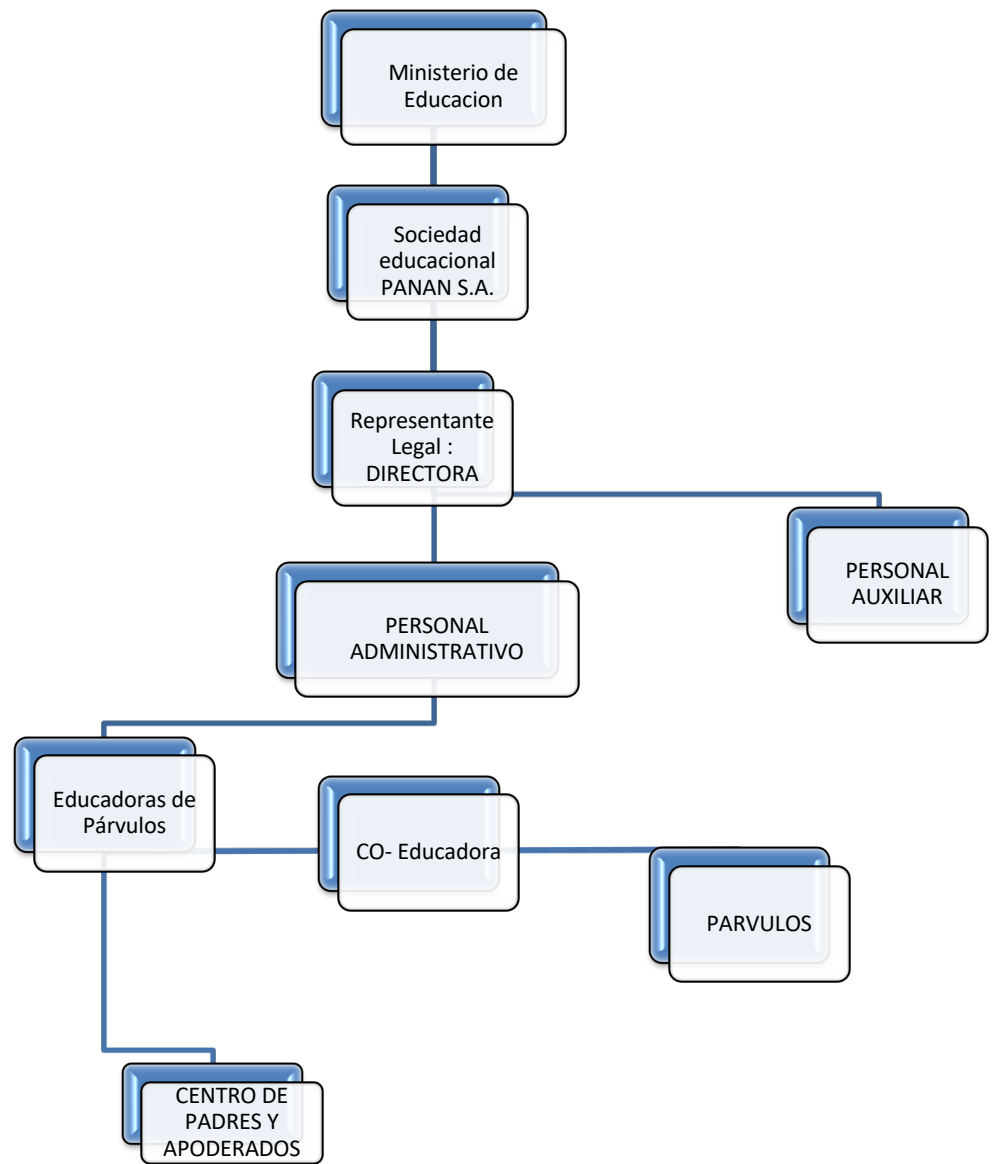 Ministerio de
Educacion
Sociedad
educacional
PANAN S.A.
Representante
Legal :
DIRECTORA
PERSONAL
AUXILIAR
PERSONAL
ADMINISTRATIVO
Educadoras de
Párvulos
CO- Educadora
PARVULOS
CENTRO DE
PADRES Y
APODERADOS